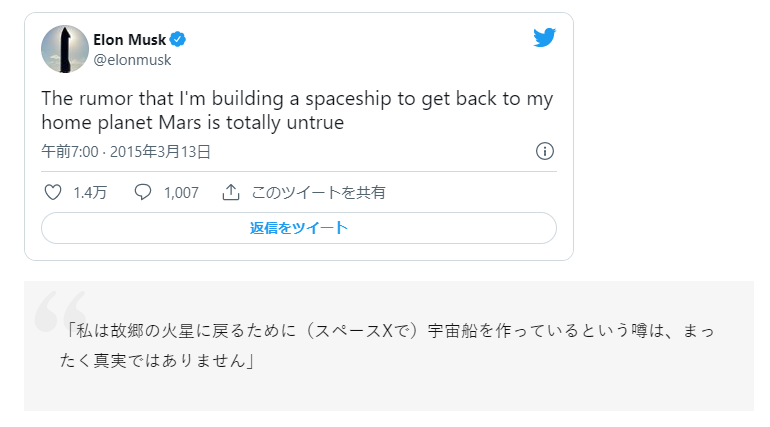 Elon Musk
@elonmusk
The rumor that I'm building a spaceship to get back to my
home planet Mars is totally untrue
午前7:00 · 2015年3月13日
1.4万 1,007 このツイートを共有
返信をツイート
「私は故郷の火星に戻るために（スペースXで）宇宙船を作っているという噂は、まっ
たく真実ではありません」